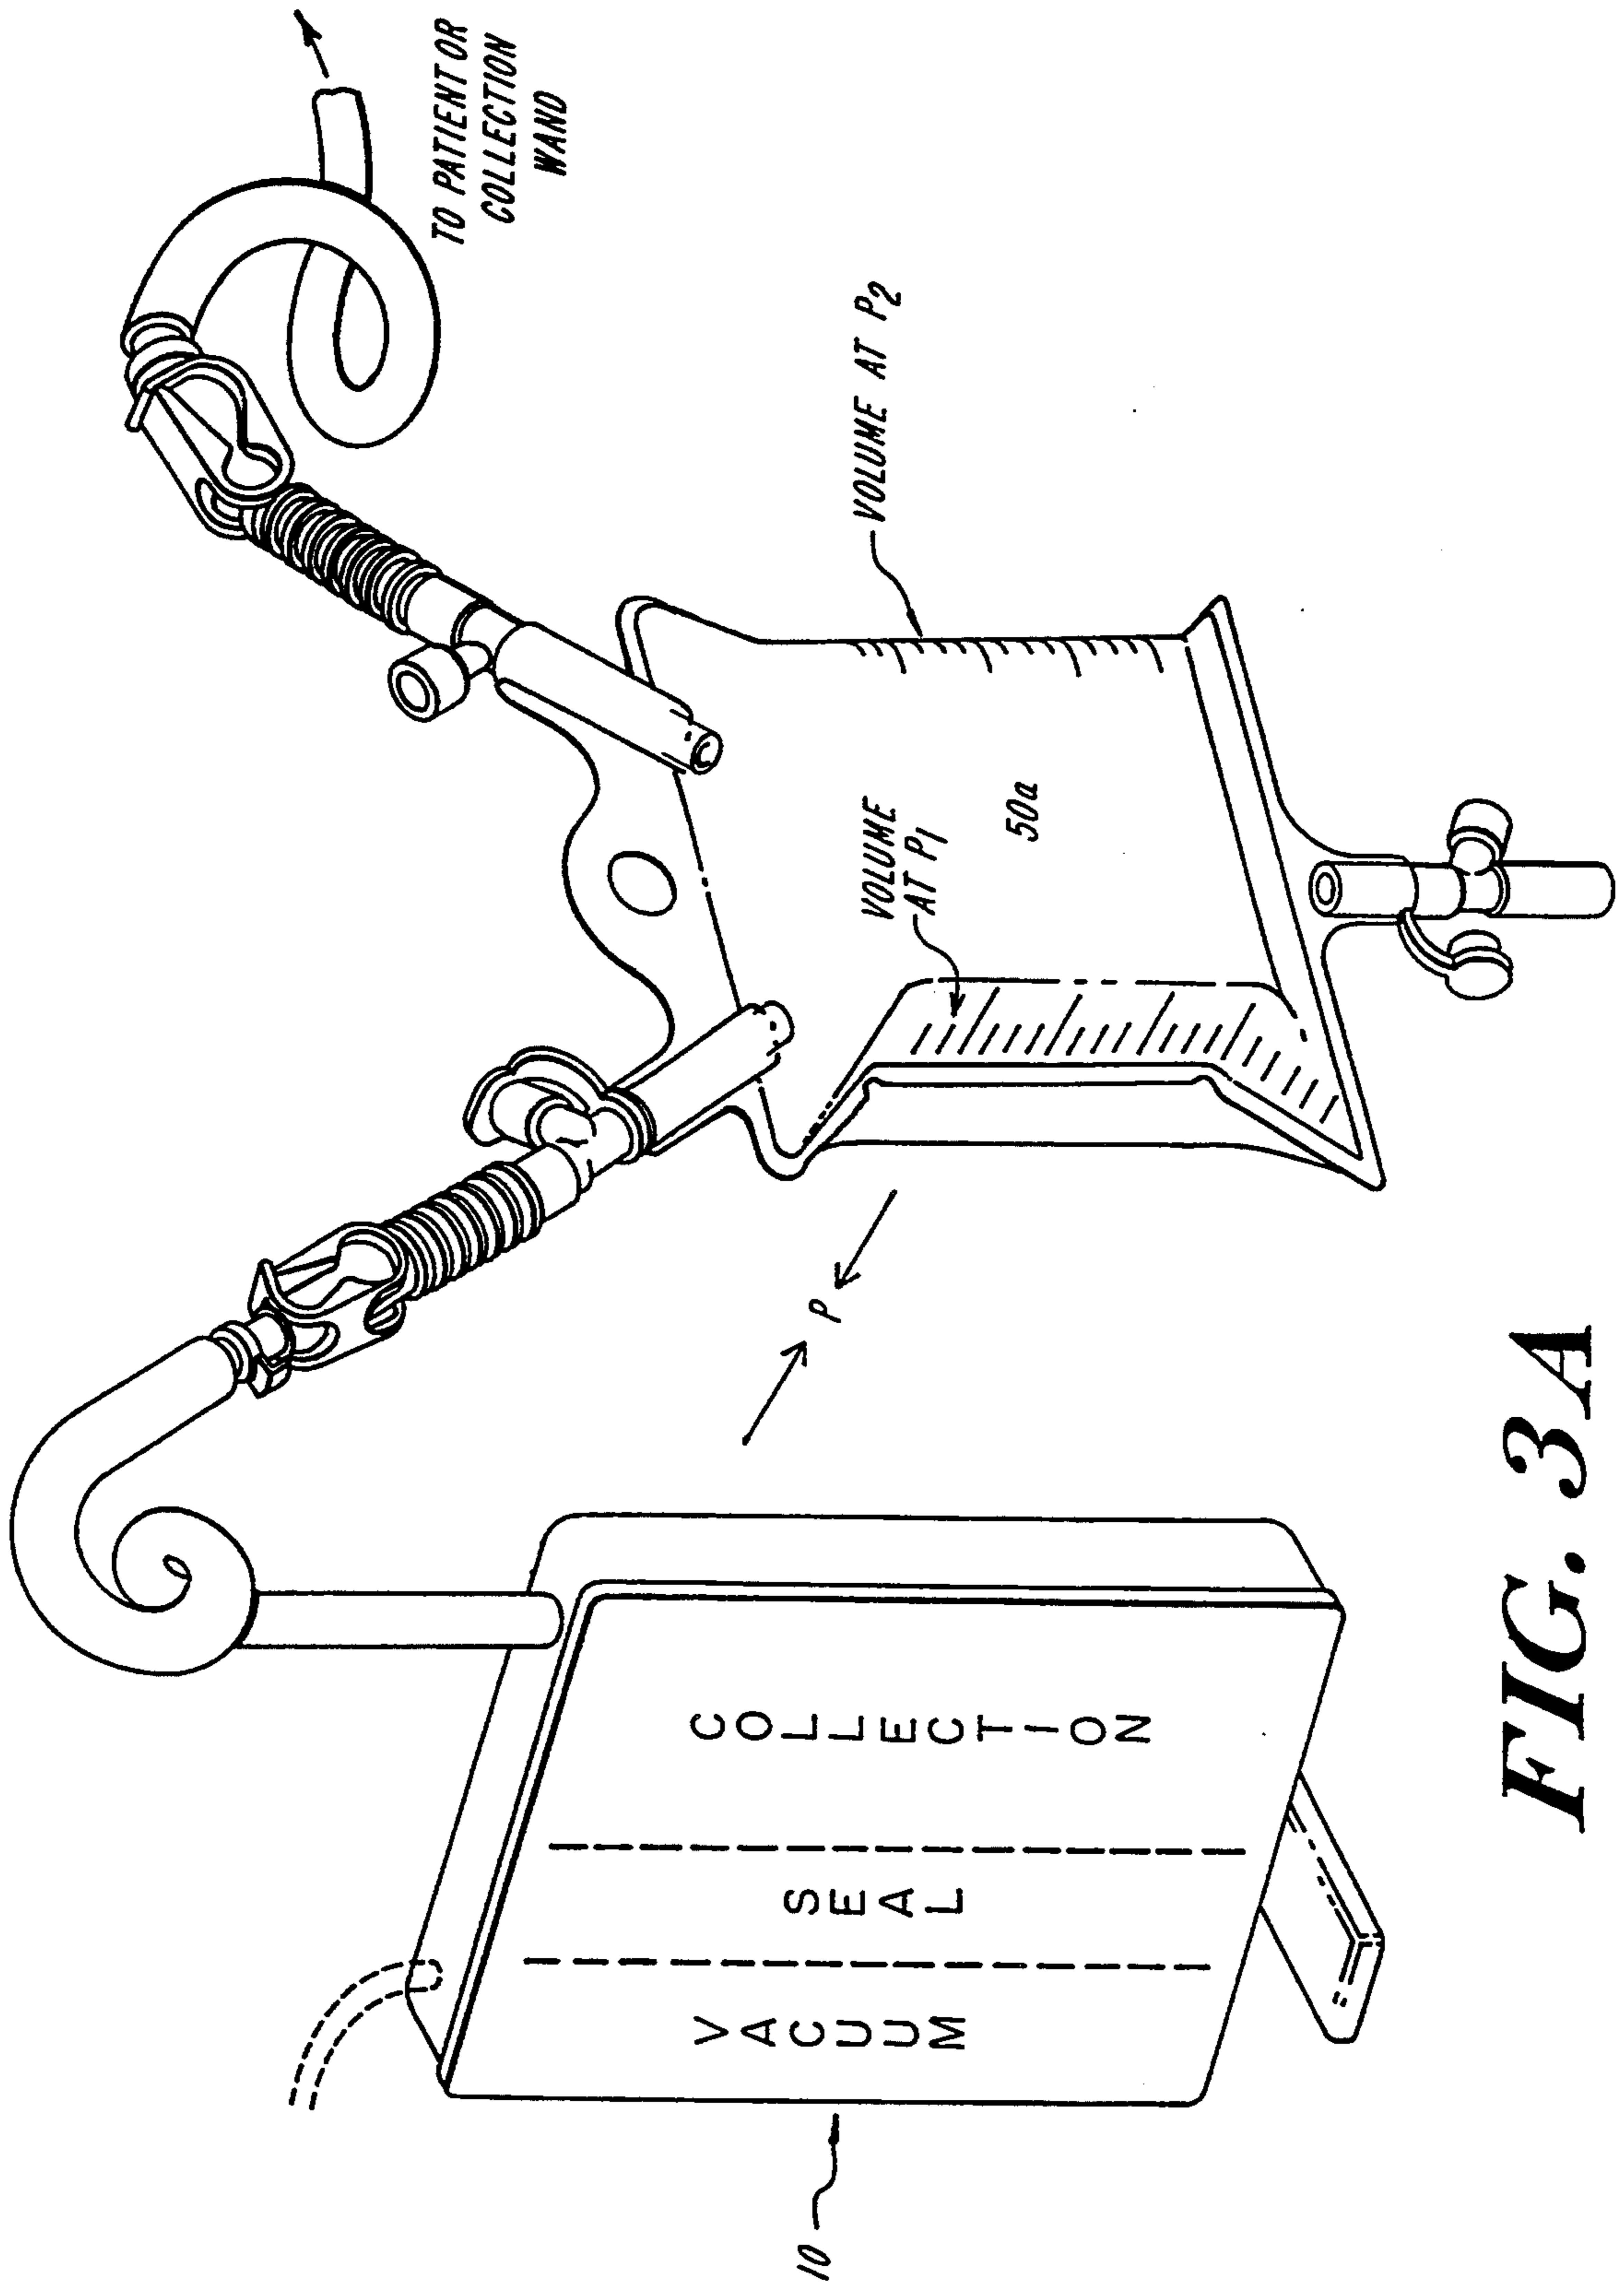 TO PATIENT OR
COLLECTION
WAND
VOLUME AT P2
VOLUME
AT P1
50a
P
10
VACUUM
SEAL
COLLECTION
FIG. 3A